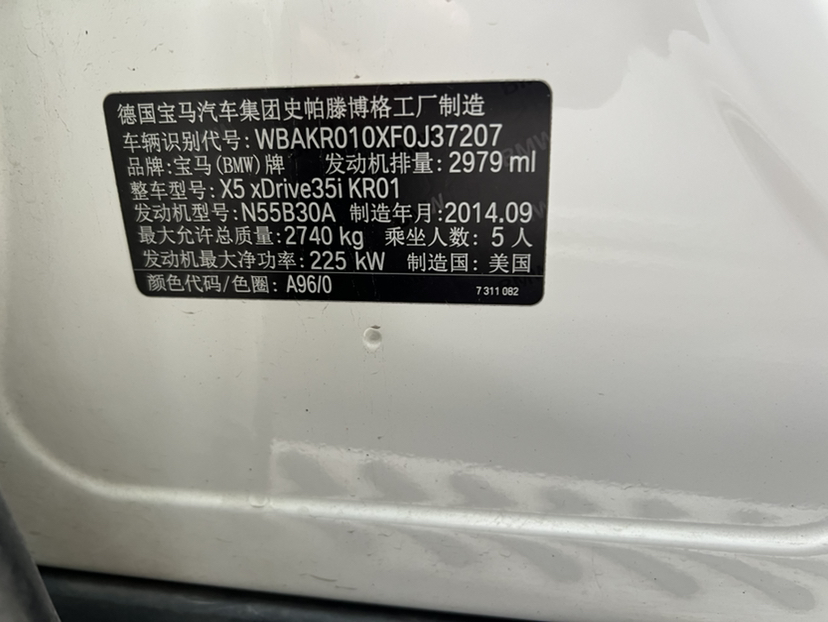 德国宝马汽车集团史帕滕博格工厂制造
车辆识别代号: WBAKR010XF0J37207
品牌: 宝马(BMW)牌 发动机排量: 2979 ml
整车型号: X5 xDrive35i KR01
发动机型号: N55B30A 制造年月: 2014.09
最大允许总质量: 2740 kg 乘坐人数: 5 人
发动机最大净功率: 225 kW 制造国: 美国
颜色代码/色圈: A96/0 7 311 082